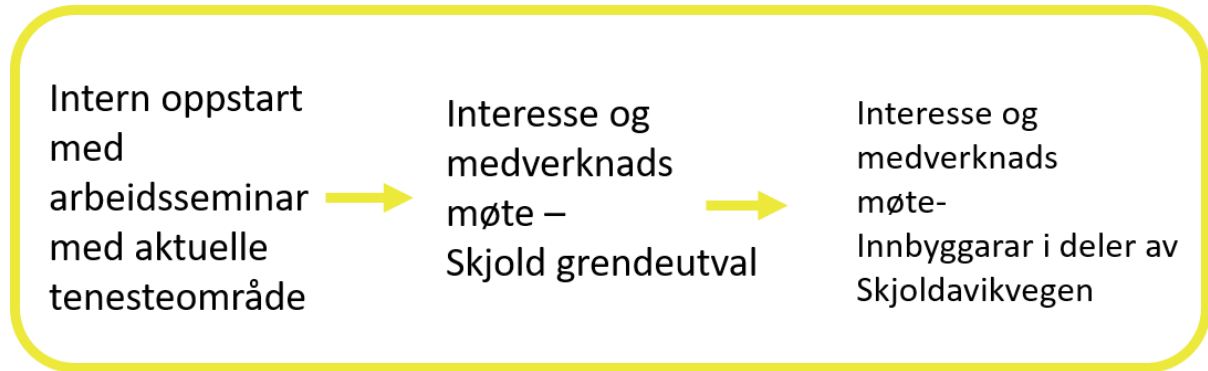 Intern oppstart
med
arbeidsseminar
med aktuelle
tenesteområde
Interesse og
medverknads
møte –
Skjold grendeutval
Interesse og
medverknads
møte-
Innbyggarar i deler av
Skjoldavikvegen